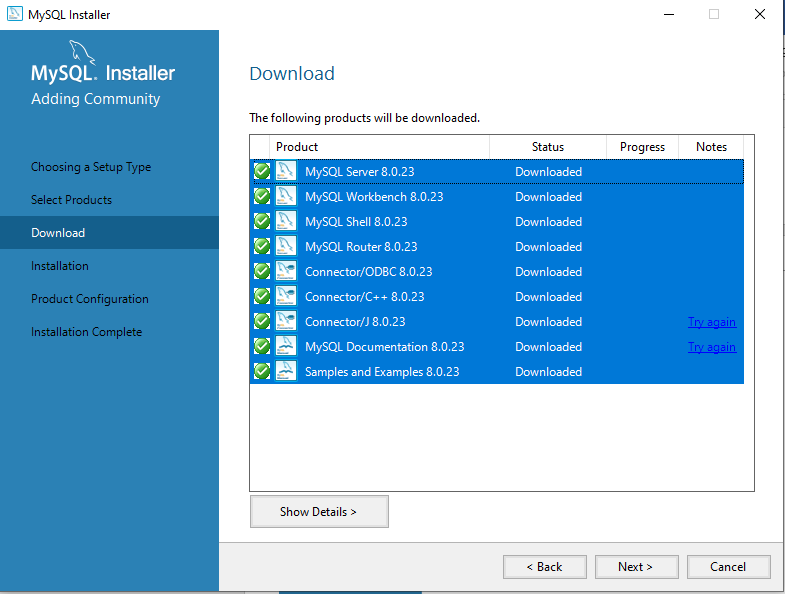 MySQL Installer
MySQL. Installer
Adding Community
Choosing a Setup Type
Select Products
Download
Installation
Product Configuration
Installation Complete
Download
The following products will be downloaded.
Product Status Progress Notes
MySQL Server 8.0.23 Downloaded
MySQL Workbench 8.0.23 Downloaded
MySQL Shell 8.0.23 Downloaded
MySQL Router 8.0.23 Downloaded
Connector/ODBC 8.0.23 Downloaded
Connector/C++ 8.0.23 Downloaded
Connector/J 8.0.23 Downloaded Try again
MySQL Documentation 8.0.23 Downloaded Try again
Samples and Examples 8.0.23 Downloaded
Show Details >
< Back Next > Cancel